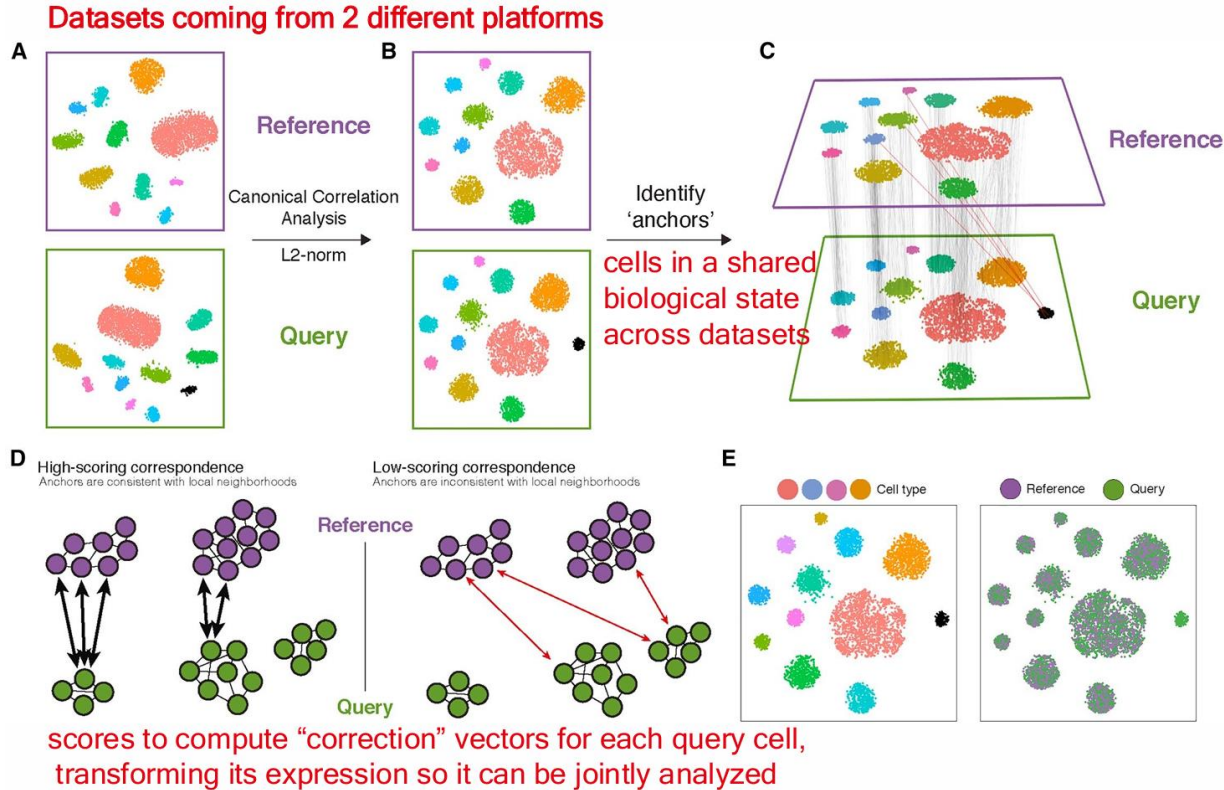 Datasets coming from 2 different platforms
A
B
C
Reference
Canonical Correlation
Analysis
L2-norm
Query
Identify
‘anchors’
cells in a shared
biological state
across datasets
Reference
Query
D
High-scoring correspondence
Anchors are consistent with local neighborhoods
Low-scoring correspondence
Anchors are inconsistent with local neighborhoods
Reference
Query
E
Cell type
Reference
Query
scores to compute “correction” vectors for each query cell,
transforming its expression so it can be jointly analyzed